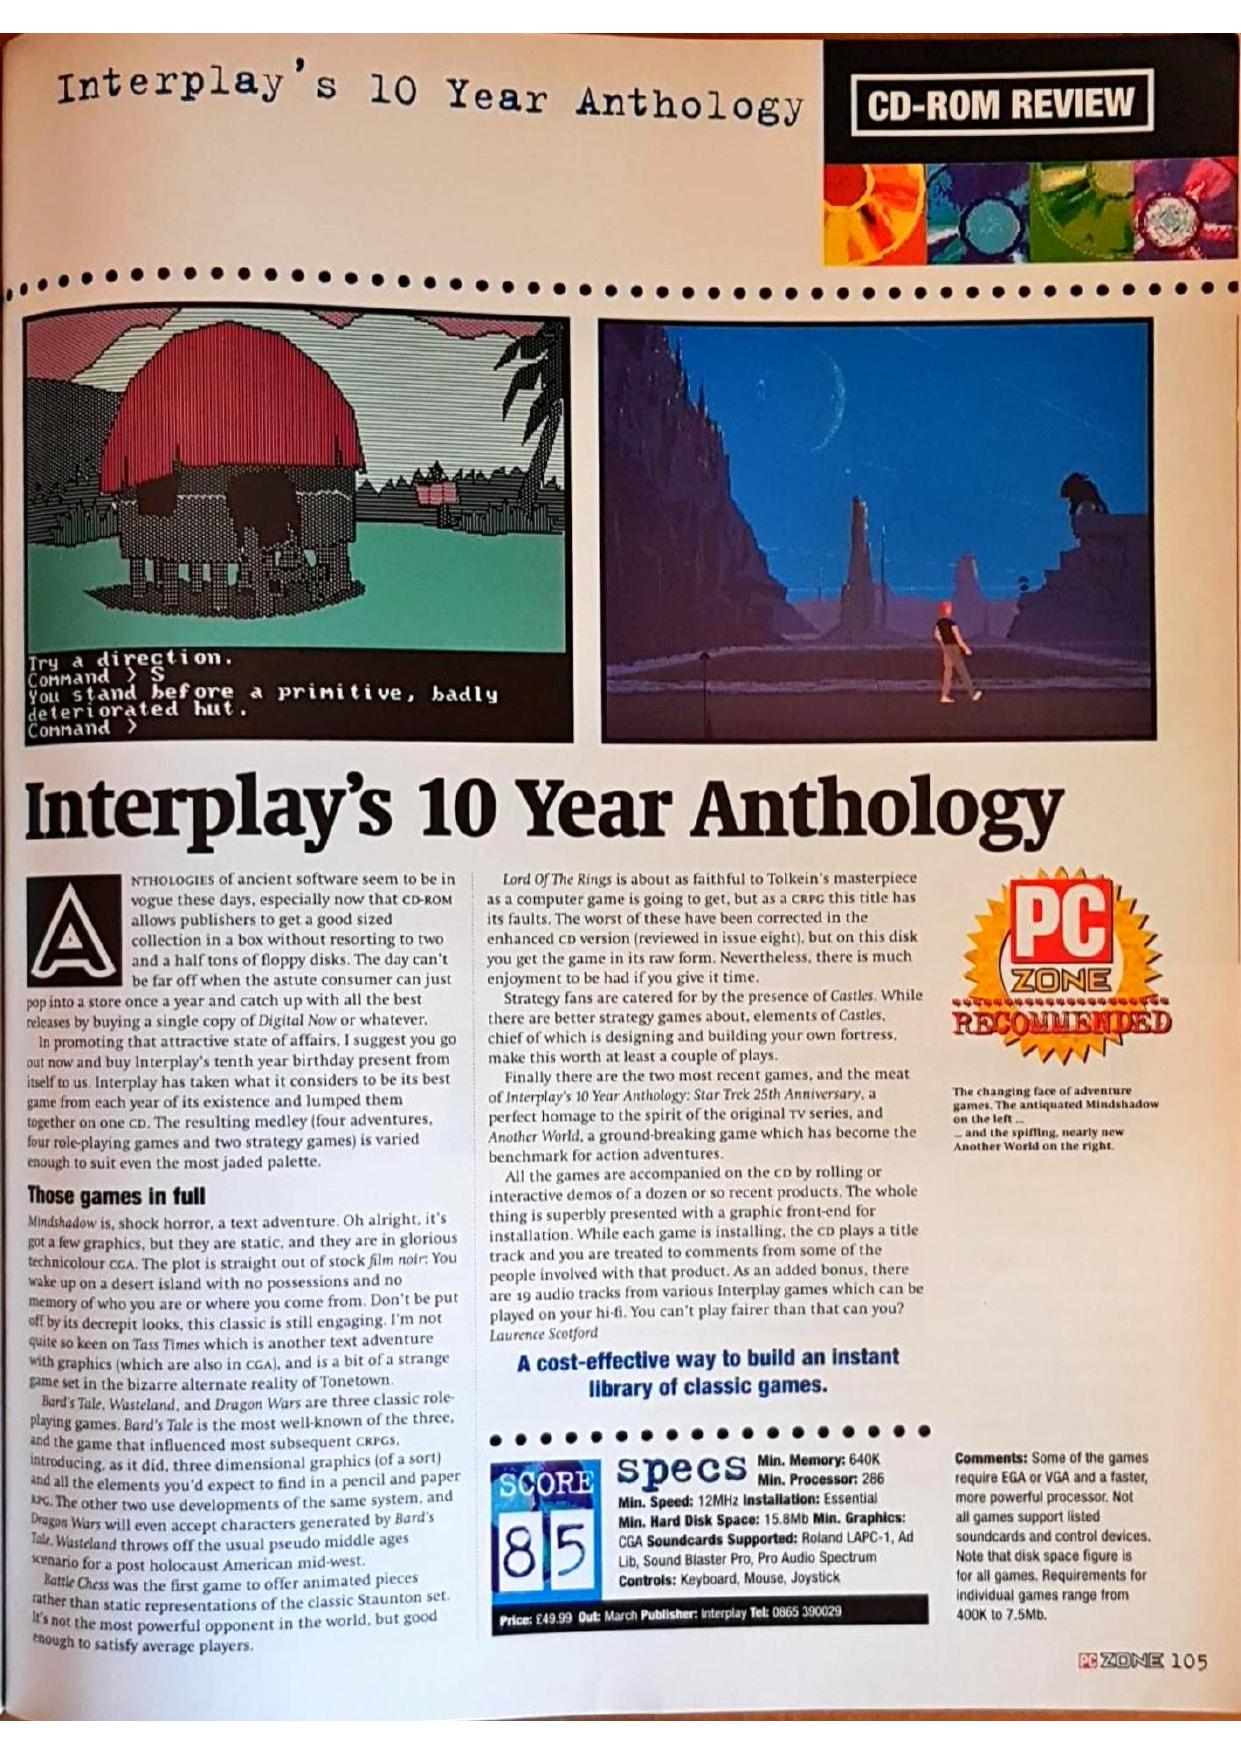 Interplay's 10 Year Anthology
CD-ROM REVIEW
Try a direction.
Command > S
You stand before a primitive, badly
deteriorated hut.
Command >
Interplay's 10 Year Anthology
ANTHOLOGIES of ancient software seem to be in
vogue these days, especially now that CD-ROM
allows publishers to get a good sized
collection in a box without resorting to two
and a half tons of floppy disks. The day can't
be far off when the astute consumer can just
pop into a store once a year and catch up with all the best
releases by buying a single copy of Digital Now or whatever.
In promoting that attractive state of affairs, I suggest you go
out now and buy Interplay's tenth year birthday present from
itself to us. Interplay has taken what it considers to be its best
game from each year of its existence and lumped them
together on one CD. The resulting medley (four adventures,
four role-playing games and two strategy games) is varied
enough to suit even the most jaded palette.
Those games in full
Mindshadow is, shock horror, a text adventure. Oh alright, it's
got a few graphics, but they are static, and they are in glorious
technicolour CGA. The plot is straight out of stock film noir: You
wake up on a desert island with no possessions and no
memory of who you are or where you come from. Don't be put
off by its decrepit looks, this classic is still engaging. I'm not
quite so keen on Tass Times which is another text adventure
with graphics (which are also in CGA), and is a bit of a strange
game set in the bizarre alternate reality of Tonetown.
Bard's Tale, Wasteland, and Dragon Wars are three classic role-
playing games. Bard's Tale is the most well-known of the three,
and the game that influenced most subsequent CRPGS,
introducing, as it did, three dimensional graphics (of a sort)
and all the elements you'd expect to find in a pencil and paper
RPG. The other two use developments of the same system, and
Dragon Wars will even accept characters generated by Bard's
Tale. Wasteland throws off the usual pseudo middle ages
scenario for a post holocaust American mid-west.
Battle Chess was the first game to offer animated pieces
rather than static representations of the classic Staunton set.
It's not the most powerful opponent in the world, but good
enough to satisfy average players.
Lord Of The Rings is about as faithful to Tolkein's masterpiece
as a computer game is going to get, but as a CRPG this title has
its faults. The worst of these have been corrected in the
enhanced CD version (reviewed in issue eight), but on this disk
you get the game in its raw form. Nevertheless, there is much
enjoyment to be had if you give it time.
Strategy fans are catered for by the presence of Castles. While
there are better strategy games about, elements of Castles,
chief of which is designing and building your own fortress,
make this worth at least a couple of plays.
Finally there are the two most recent games, and the meat
of Interplay's 10 Year Anthology: Star Trek 25th Anniversary, a
perfect homage to the spirit of the original TV series, and
Another World, a ground-breaking game which has become the
benchmark for action adventures.
All the games are accompanied on the CD by rolling or
interactive demos of a dozen or so recent products. The whole
thing is superbly presented with a graphic front-end for
installation. While each game is installing, the CD plays a title
track and you are treated to comments from some of the
people involved with that product. As an added bonus, there
are 19 audio tracks from various Interplay games which can be
played on your hi-fi. You can't play fairer than that can you?
Laurence Scotford
A cost-effective way to build an instant
library of classic games.
PC
ZONE
RECOMMENDED
The changing face of adventure
games. The antiquated Mindshadow
on the left ...
... and the spiffing, nearly new
Another World on the right.
SCORE
85
specs
Min. Memory: 640K
Min. Processor: 286
Min. Speed: 12MHz Installation: Essential
Min. Hard Disk Space: 15.8Mb Min. Graphics:
CGA Soundcards Supported: Roland LAPC-1, Ad
Lib, Sound Blaster Pro, Pro Audio Spectrum
Controls: Keyboard, Mouse, Joystick
Price: £49.99 Out: March Publisher: Interplay Tel: 0865 390029
Comments: Some of the games
require EGA or VGA and a faster,
more powerful processor. Not
all games support listed
soundcards and control devices.
Note that disk space figure is
for all games. Requirements for
individual games range from
400K to 7.5Mb.
PC ZONE 105